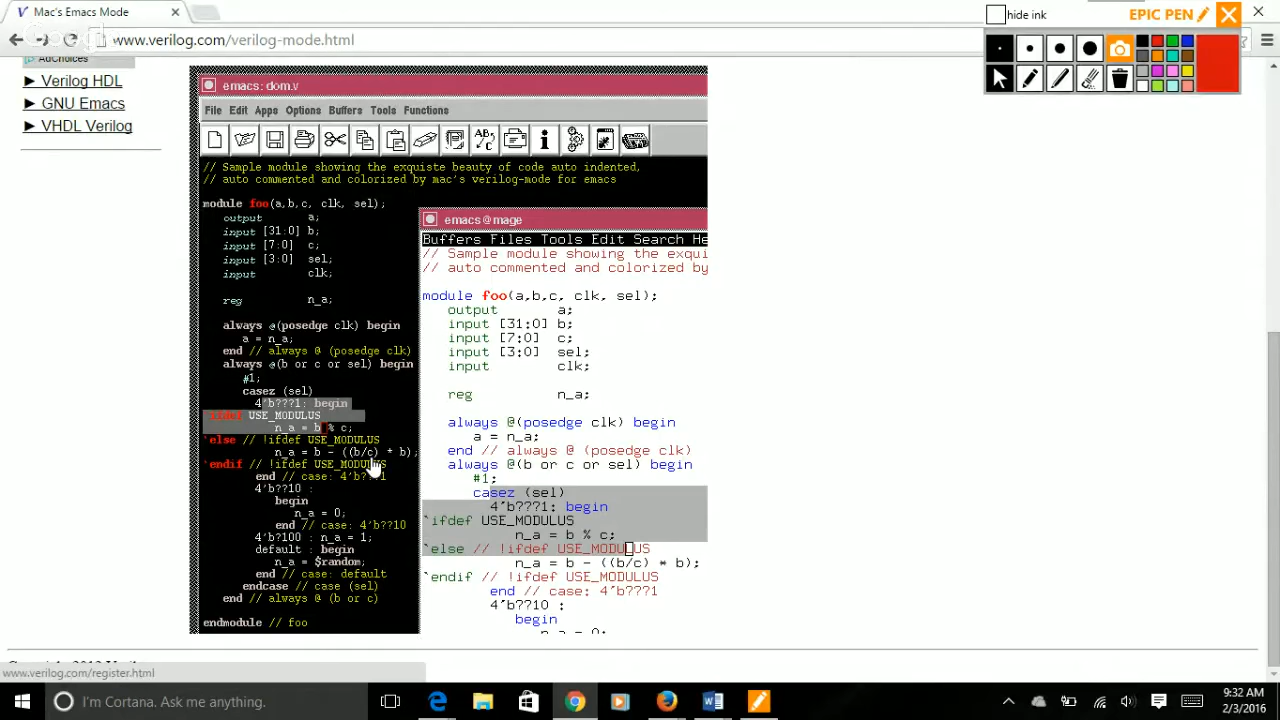 Mac's Emacs Mode
hide ink
EPIC PEN
www.verilog.com/verilog-mode.html
AdChoices
► Verilog HDL
► GNU Emacs
► VHDL Verilog
emacs: dom.v
File Edit Apps Options Buffers Tools Functions
// Sample module showing the exquiste beauty of code auto indented,
// auto commented and colorized by mac's verilog-mode for emacs
module foo(a,b,c, clk, sel);
output a;
input [31:0] b;
input [7:0] c;
input [3:0] sel;
input clk;
reg n_a;
always @(posedge clk) begin
a = n_a;
end // always @ (posedge clk)
always @(b or c or sel) begin
#1;
casez (sel)
4'b???1: begin
`ifdef USE_MODULUS
n_a = b % c;
`else // !ifdef USE_MODULUS
n_a = b - ((b/c) * b);
`endif // !ifdef USE_MODULUS
end // case: 4'b???1
4'b??10 :
begin
n_a = 0;
end // case: 4'b??10
4'b?100 : n_a = 1;
default : begin
n_a = $random;
end // case: default
endcase // case (sel)
end // always @ (b or c)
endmodule // foo
emacs@mage
Buffers Files Tools Edit Search He
// Sample module showing the exqui
// auto commented and colorized by
module foo(a,b,c, clk, sel);
output a;
input [31:0] b;
input [7:0] c;
input [3:0] sel;
input clk;
reg n_a;
always @(posedge clk) begin
a = n_a;
end // always @ (posedge clk)
always @(b or c or sel) begin
#1;
casez (sel)
4'b???1: begin
`ifdef USE_MODULUS
n_a = b % c;
`else // !ifdef USE_MODULUS
n_a = b - ((b/c) * b);
`endif // !ifdef USE_MODULUS
end // case: 4'b???1
4'b??10 :
begin
n_a = 0;
www.verilog.com/register.html
I'm Cortana. Ask me anything.
9:32 AM
2/3/2016